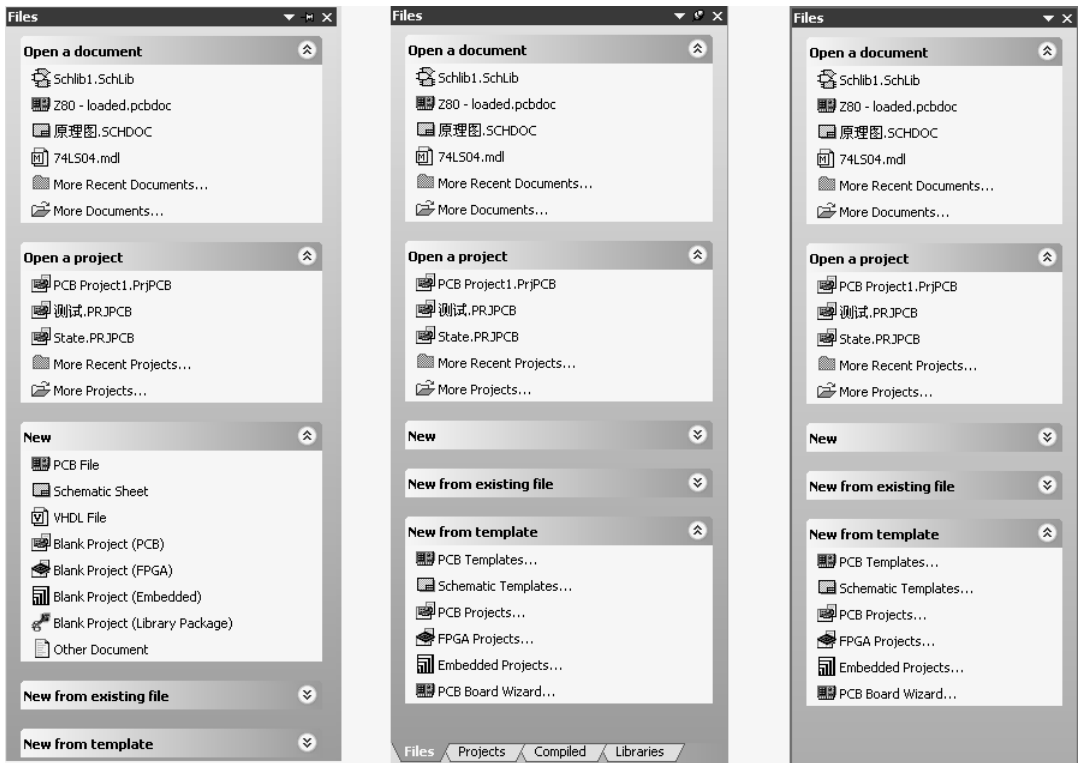 Files
Open a document
Schlib1.SchLib
Z80 - loaded.pcbdoc
原理图.SCHDOC
74LS04.mdl
More Recent Documents...
More Documents...
Open a project
PCB Project1.PrjPCB
测试.PRJPCB
State.PRJPCB
More Recent Projects...
More Projects...
New
PCB File
Schematic Sheet
VHDL File
Blank Project (PCB)
Blank Project (FPGA)
Blank Project (Embedded)
Blank Project (Library Package)
Other Document
New from existing file
New from template
Files
Open a document
Schlib1.SchLib
Z80 - loaded.pcbdoc
原理图.SCHDOC
74LS04.mdl
More Recent Documents...
More Documents...
Open a project
PCB Project1.PrjPCB
测试.PRJPCB
State.PRJPCB
More Recent Projects...
More Projects...
New
New from existing file
New from template
PCB Templates...
Schematic Templates...
PCB Projects...
FPGA Projects...
Embedded Projects...
PCB Board Wizard...
Files Projects Compiled Libraries
Files
Open a document
Schlib1.SchLib
Z80 - loaded.pcbdoc
原理图.SCHDOC
74LS04.mdl
More Recent Documents...
More Documents...
Open a project
PCB Project1.PrjPCB
测试.PRJPCB
State.PRJPCB
More Recent Projects...
More Projects...
New
New from existing file
New from template
PCB Templates...
Schematic Templates...
PCB Projects...
FPGA Projects...
Embedded Projects...
PCB Board Wizard...